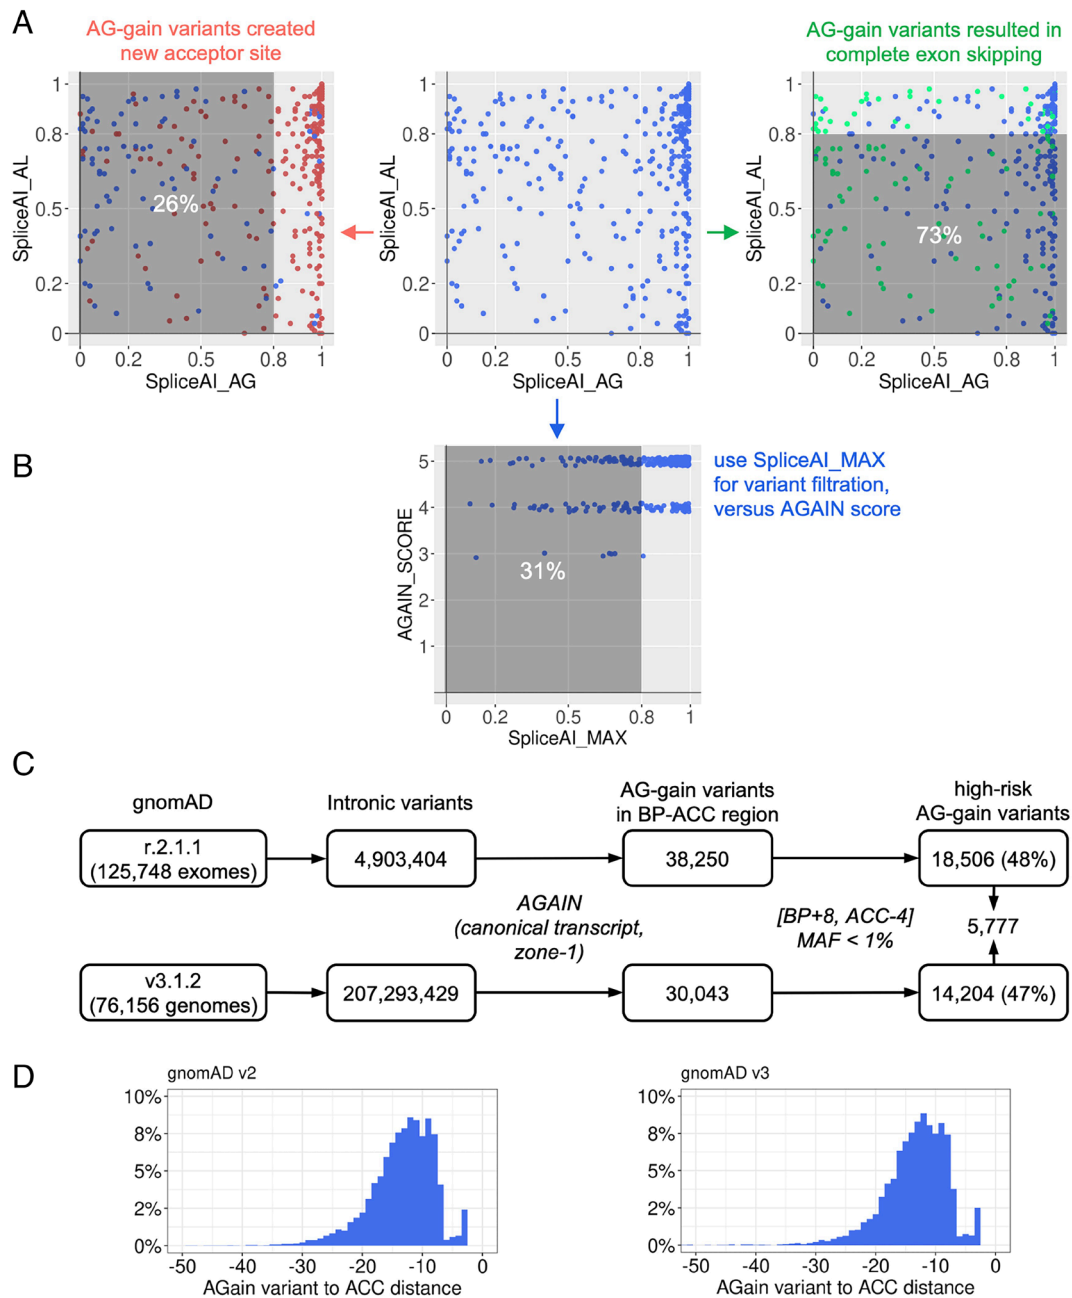 A
AG-gain variants created
new acceptor site
AG-gain variants resulted in
complete exon skipping
1
0.8
0.5
0.2
0
SpliceAI_AL
26%
0
0.2
0.5
0.8
1
SpliceAI_AG
1
0.8
0.5
0.2
0
SpliceAI_AL
0
0.2
0.5
0.8
1
SpliceAI_AG
1
0.8
0.5
0.2
0
SpliceAI_AL
73%
0
0.2
0.5
0.8
1
SpliceAI_AG
B
5
4
3
2
1
AGAIN_SCORE
31%
0
0.2
0.5
0.8
1
SpliceAI_MAX
use SpliceAI_MAX
for variant filtration,
versus AGAIN score
C
gnomAD
Intronic variants
AG-gain variants
in BP-ACC region
high-risk
AG-gain variants
r.2.1.1
(125,748 exomes)
4,903,404
38,250
18,506 (48%)
AGAIN
(canonical transcript,
zone-1)
[BP+8, ACC-4]
MAF < 1%
5,777
v3.1.2
(76,156 genomes)
207,293,429
30,043
14,204 (47%)
D
gnomAD v2
10%
8%
5%
2%
0%
-50
-40
-30
-20
-10
0
AGain variant to ACC distance
gnomAD v3
10%
8%
5%
2%
0%
-50
-40
-30
-20
-10
0
AGain variant to ACC distance